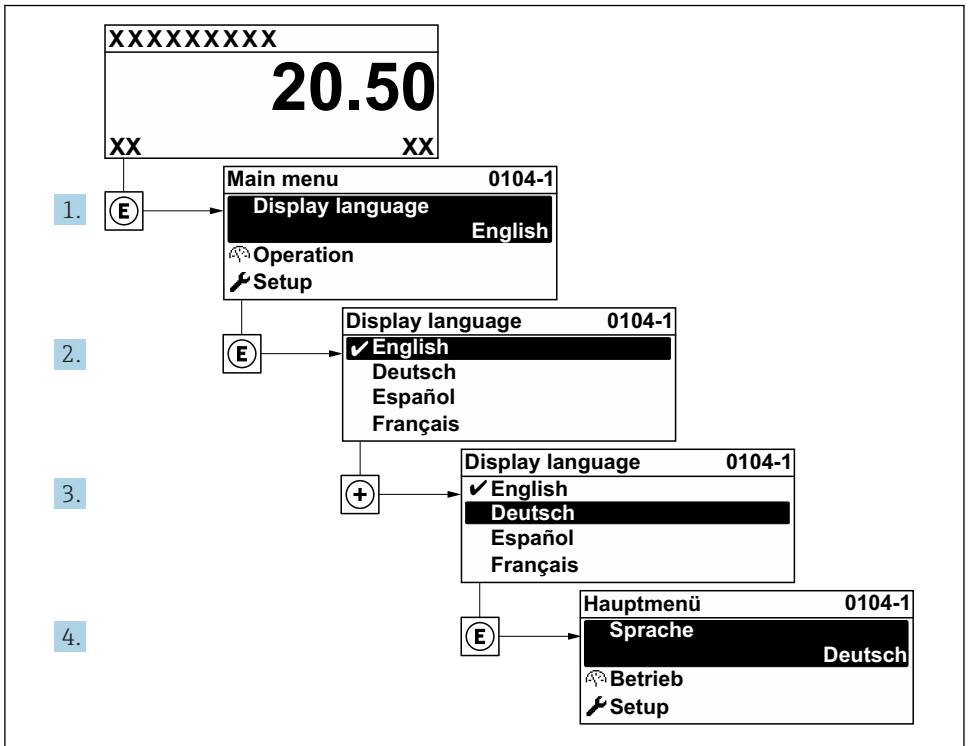 XXXXXXXXX
20.50
XX XX
1. E
Main menu 0104-1
Display language
English
Operation
Setup
2. E
Display language 0104-1
English
Deutsch
Español
Français
3. +
Display language 0104-1
English
Deutsch
Español
Français
4. E
Hauptmenü 0104-1
Sprache
Deutsch
Betrieb
Setup